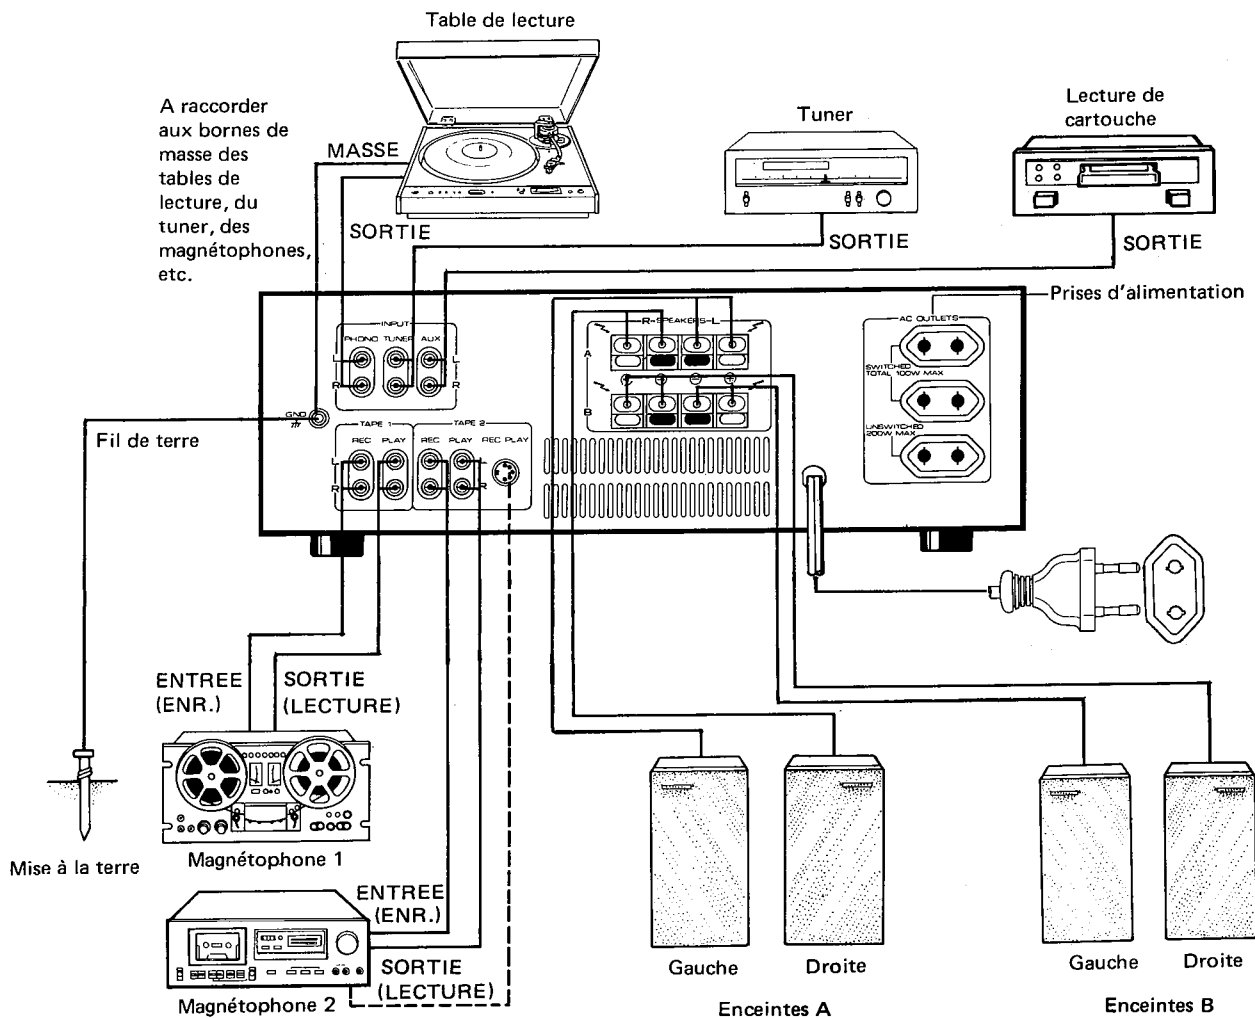 Table de lecture
A raccorder
aux bornes de
masse des
tables de
lecture, du
tuner, des
magnétophones,
etc.
MASSE
SORTIE
Tuner
SORTIE
Lecture de
cartouche
SORTIE
Prises d'alimentation
INPUT
PHONO TUNER AUX
L
R
L
R
GND
Fil de terre
TAPE 1
REC PLAY
L
R
TAPE 2
REC PLAY REC PLAY
L
R
R-SPEAKERS-L
A
B
AC OUTLETS
SWITCHED
TOTAL 100W MAX
UNSWITCHED
200W MAX
ENTREE
(ENR.)
SORTIE
(LECTURE)
Magnétophone 1
Mise à la terre
ENTREE
(ENR.)
SORTIE
(LECTURE)
Magnétophone 2
Gauche
Droite
Enceintes A
Gauche
Droite
Enceintes B